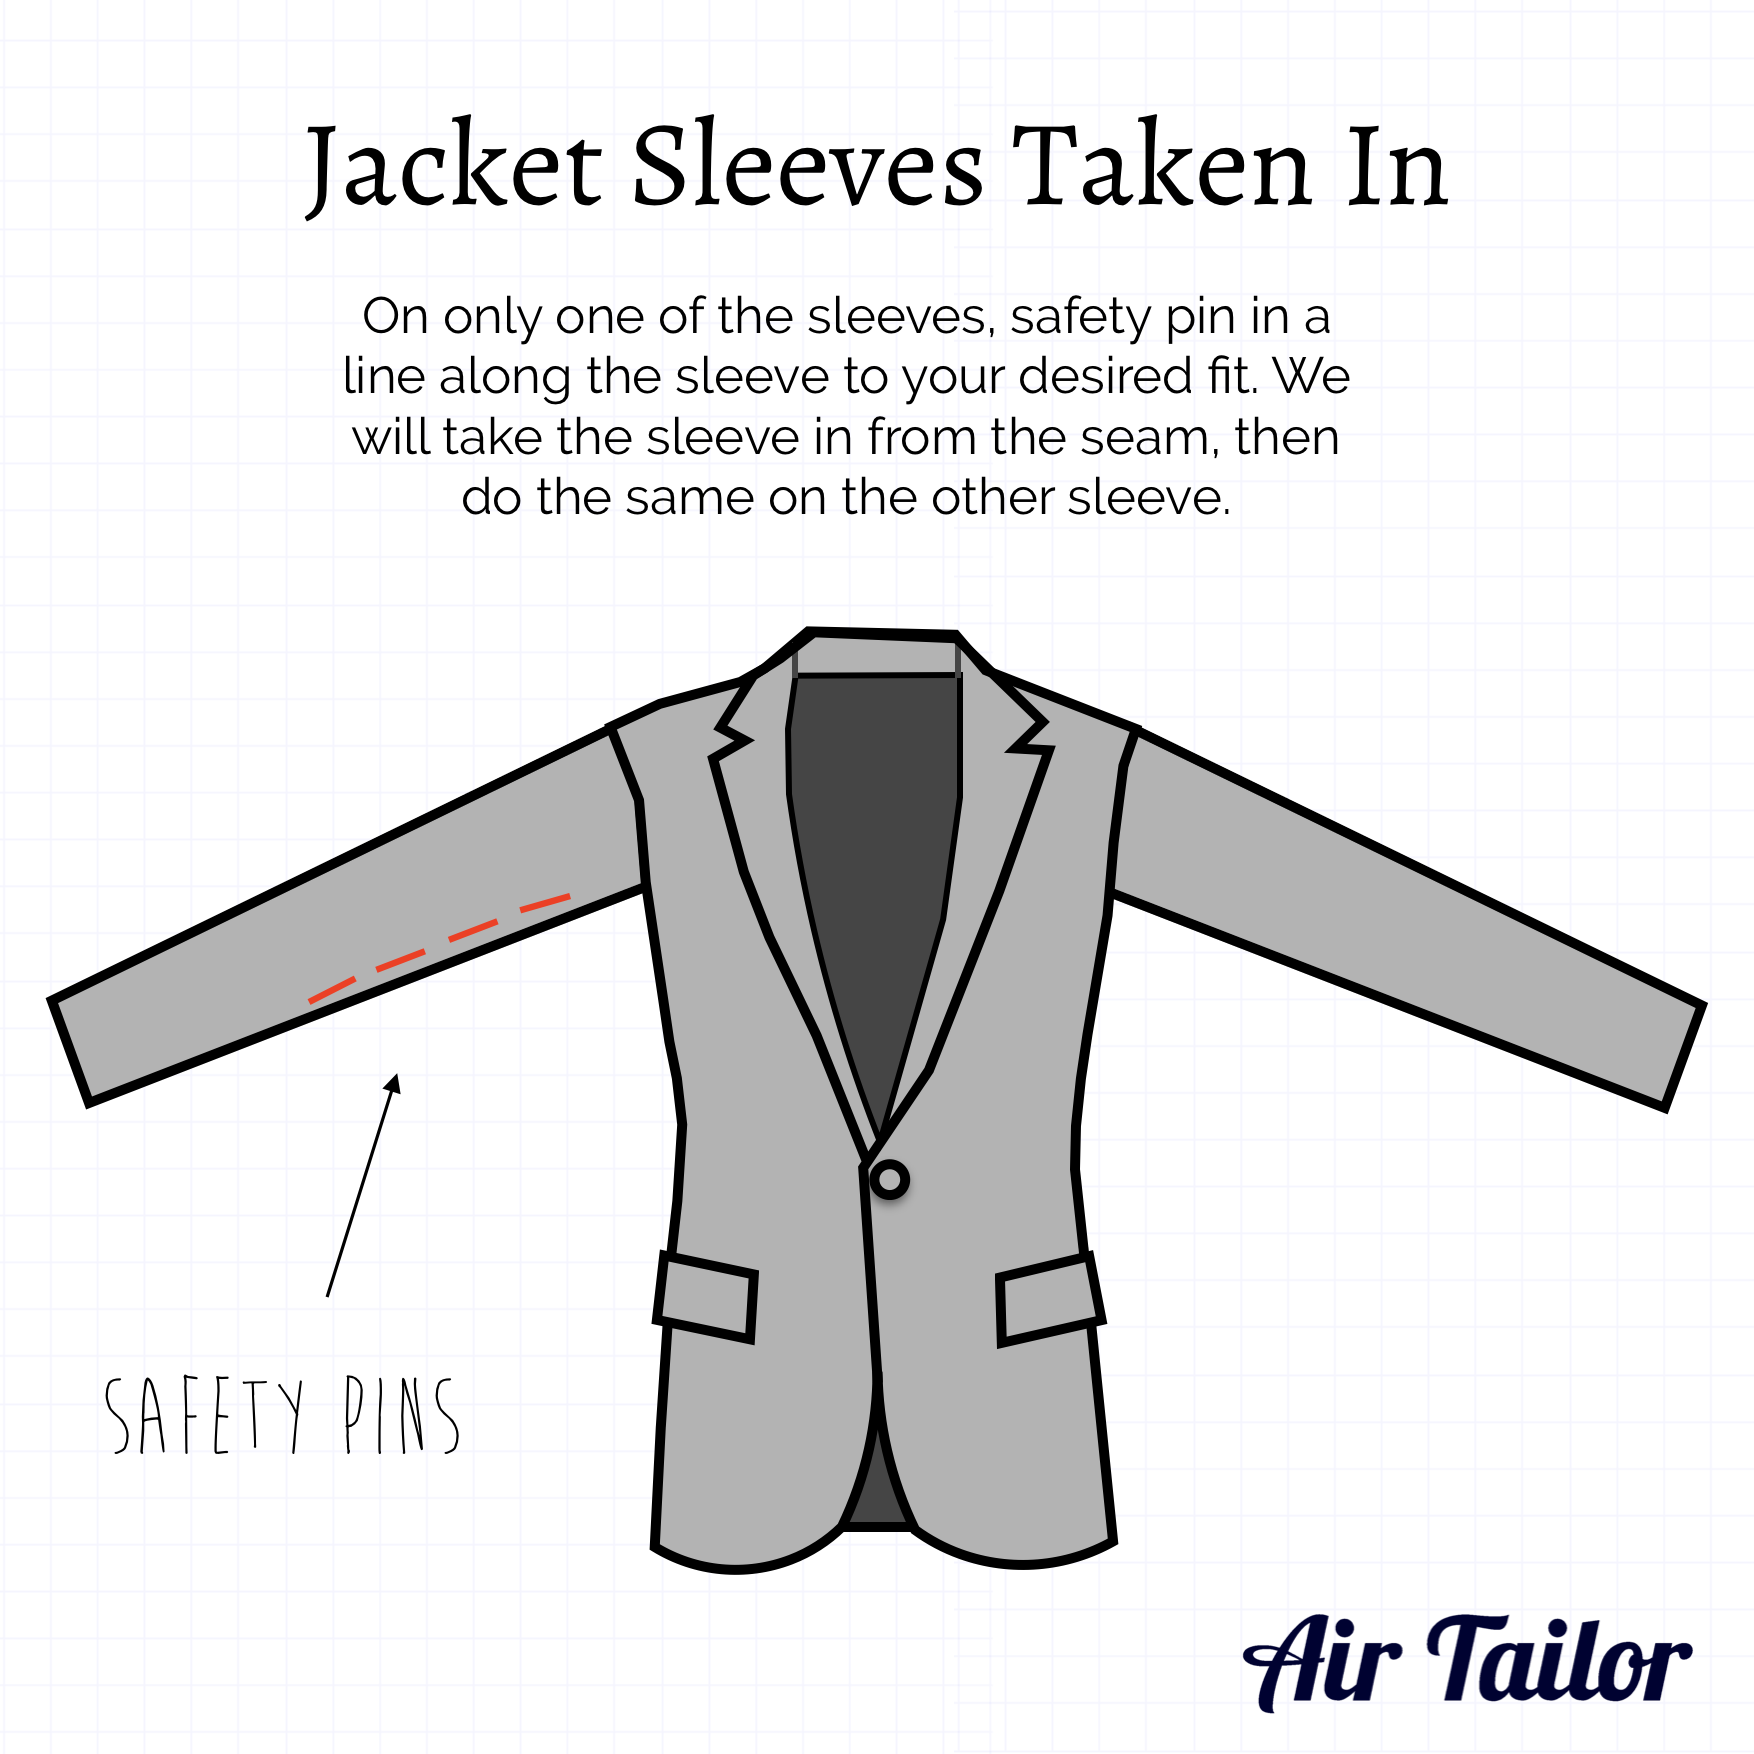 Jacket Sleeves Taken In
On only one of the sleeves, safety pin in a
line along the sleeve to your desired fit. We
will take the sleeve in from the seam, then
do the same on the other sleeve.
SAFETY PINS
Air Tailor